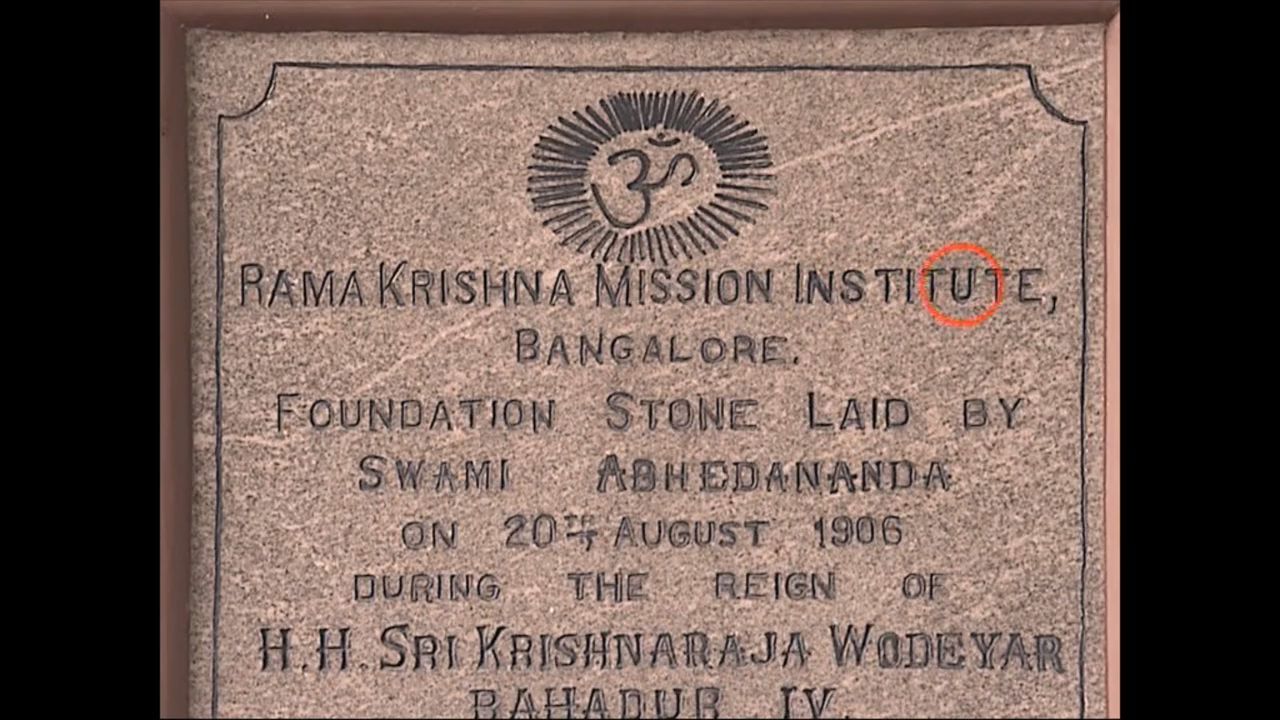 ॐ
RAMA KRISHNA MISSION INSTITUTE,
BANGALORE.
FOUNDATION STONE LAID BY
SWAMI ABHEDANANDA
ON 20TH AUGUST 1906
DURING THE REIGN OF
H.H. SRI KRISHNARAJA WODEYAR
BAHADUR IV.